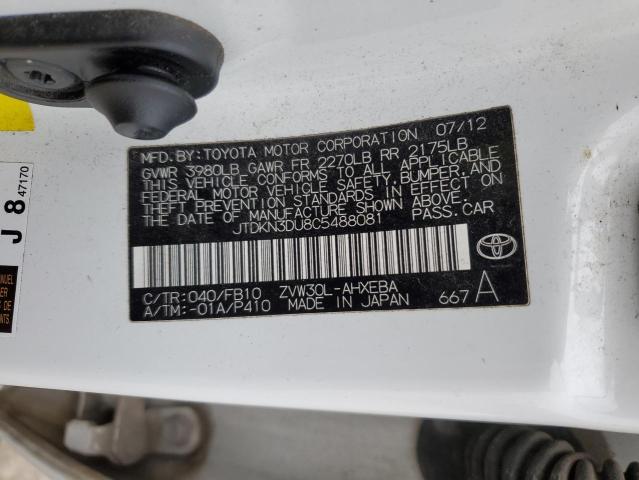 MFD. BY: TOYOTA MOTOR CORPORATION 07/12
GVWR 3980LB GAWR FR 2270LB RR 2175LB
THIS VEHICLE CONFORMS TO ALL APPLICABLE
FEDERAL MOTOR VEHICLE SAFETY, BUMPER, AND
THEFT PREVENTION STANDARDS IN EFFECT ON
THE DATE OF MANUFACTURE SHOWN ABOVE.
JTDKN3DU8C5488081 PASS. CAR
C/TR: 040/FB10 ZVW30L-AHXEBA
A/TM: -01A/P410 MADE IN JAPAN 667 A
TOYOTA
J 8 47170